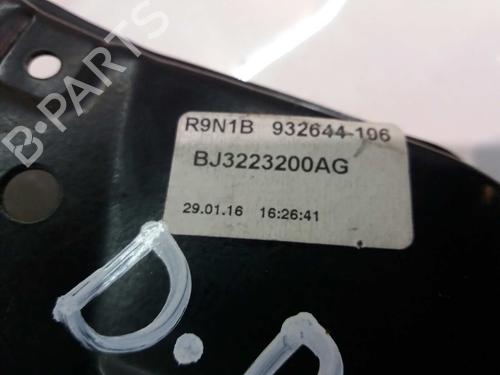 B-PARTS
R9N1B 932644-106
BJ3223200AG
29.01.16 16:26:41
D.D